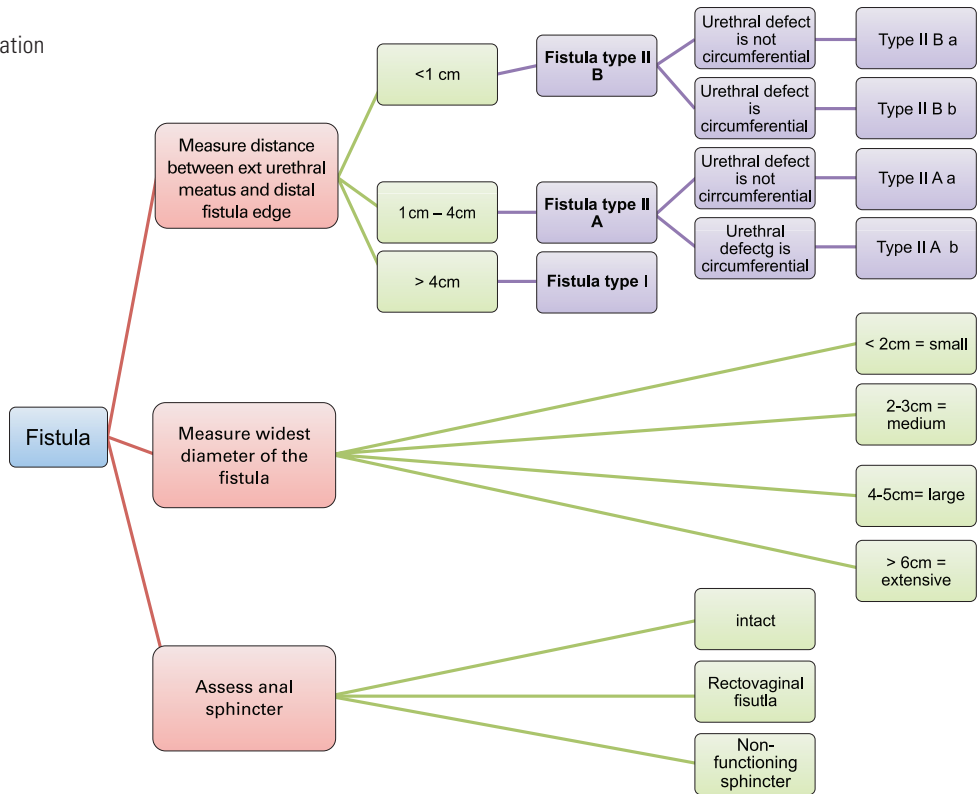 ation
Fistula
Measure distance
between ext urethral
meatus and distal
fistula edge
<1 cm
Fistula type II
B
Urethral defect
is not
circumferential
Type II B a
Urethral defect
is
circumferential
Type II B b
1cm – 4cm
Fistula type II
A
Urethral defect
is not
cirrcumferential
Type II A a
Urethral
defectg is
circumferential
Type II A b
> 4cm
Fistula type I
Measure widest
diameter of the
fistula
< 2cm = small
2-3cm =
medium
4-5cm= large
> 6cm =
extensive
Assess anal
sphincter
intact
Rectovaginal
fisutla
Non-
functioning
sphincter